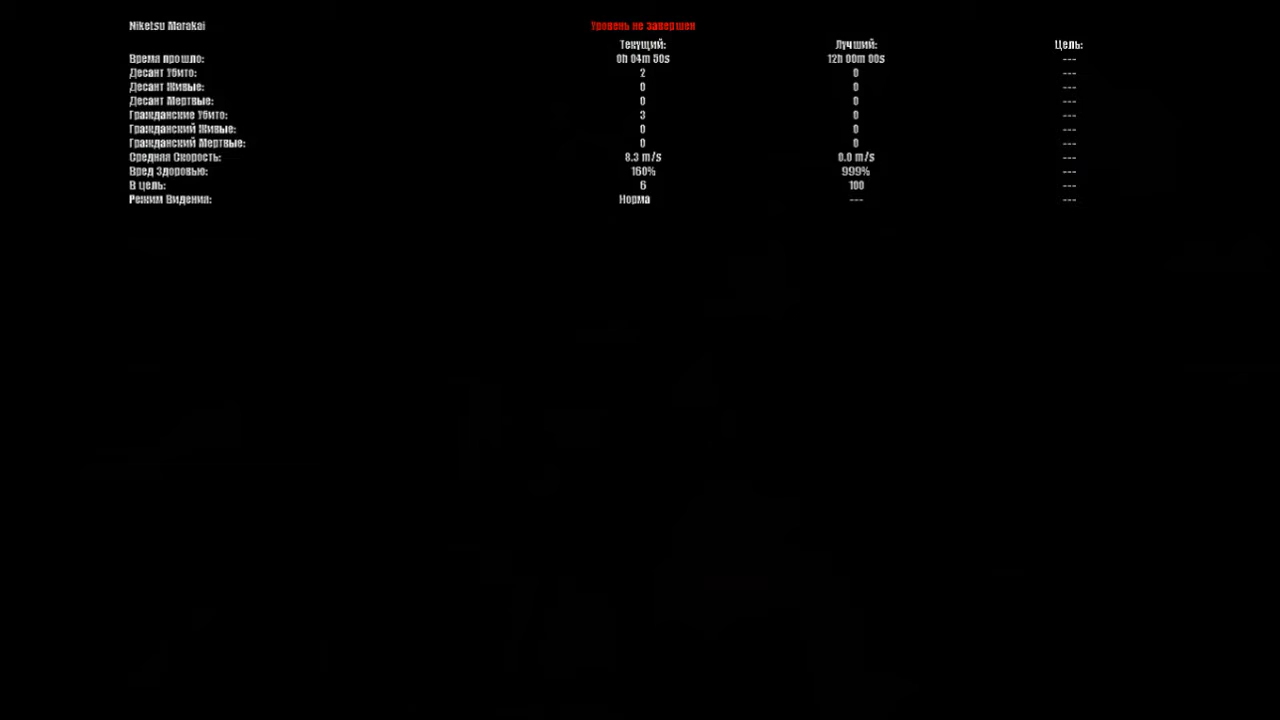 Niketsu Marakai Уровень не завершен
Текущий: Лучший: Цель:
Время прошло: 0h 04m 50s 12h 00m 00s ---
Десант Убито: 2 0 ---
Десант Живые: 0 0 ---
Десант Мертвые: 0 0 ---
Гражданские Убито: 3 0 ---
Гражданский Живые: 0 0 ---
Гражданский Мертвые: 0 0 ---
Средняя Скорость: 8.3 m/s 0.0 m/s ---
Вред Здоровью: 160% 999% ---
В цель: 6 100 ---
Режим Видения: Норма --- ---